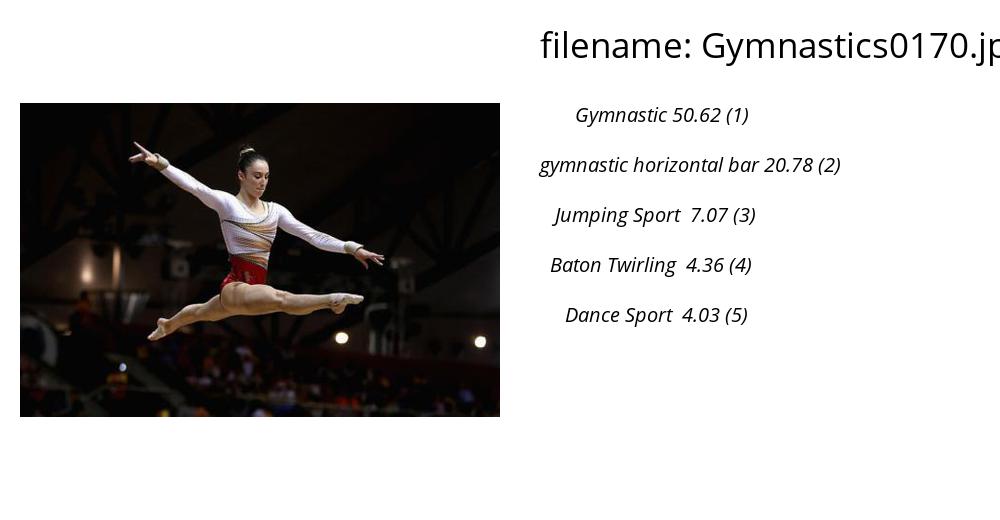 filename: Gymnastics0170.jp
Gymnastic 50.62 (1)
gymnastic horizontal bar 20.78 (2)
Jumping Sport 7.07 (3)
Baton Twirling 4.36 (4)
Dance Sport 4.03 (5)